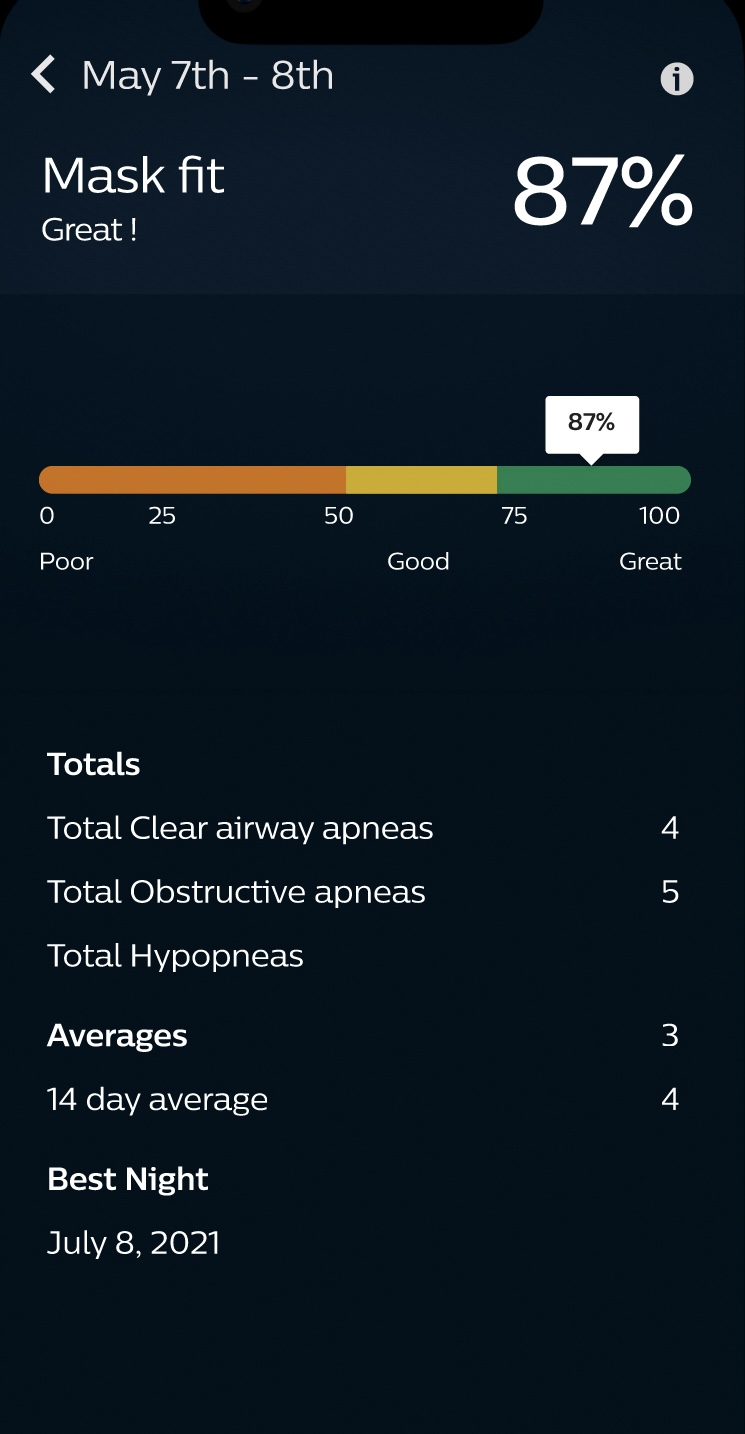 May 7th - 8th
Mask fit 87%
Great !
87%
0 25 50 75 100
Poor Good Great
Totals
Total Clear airway apneas 4
Total Obstructive apneas 5
Total Hypopneas
Averages 3
14 day average 4
Best Night
July 8, 2021